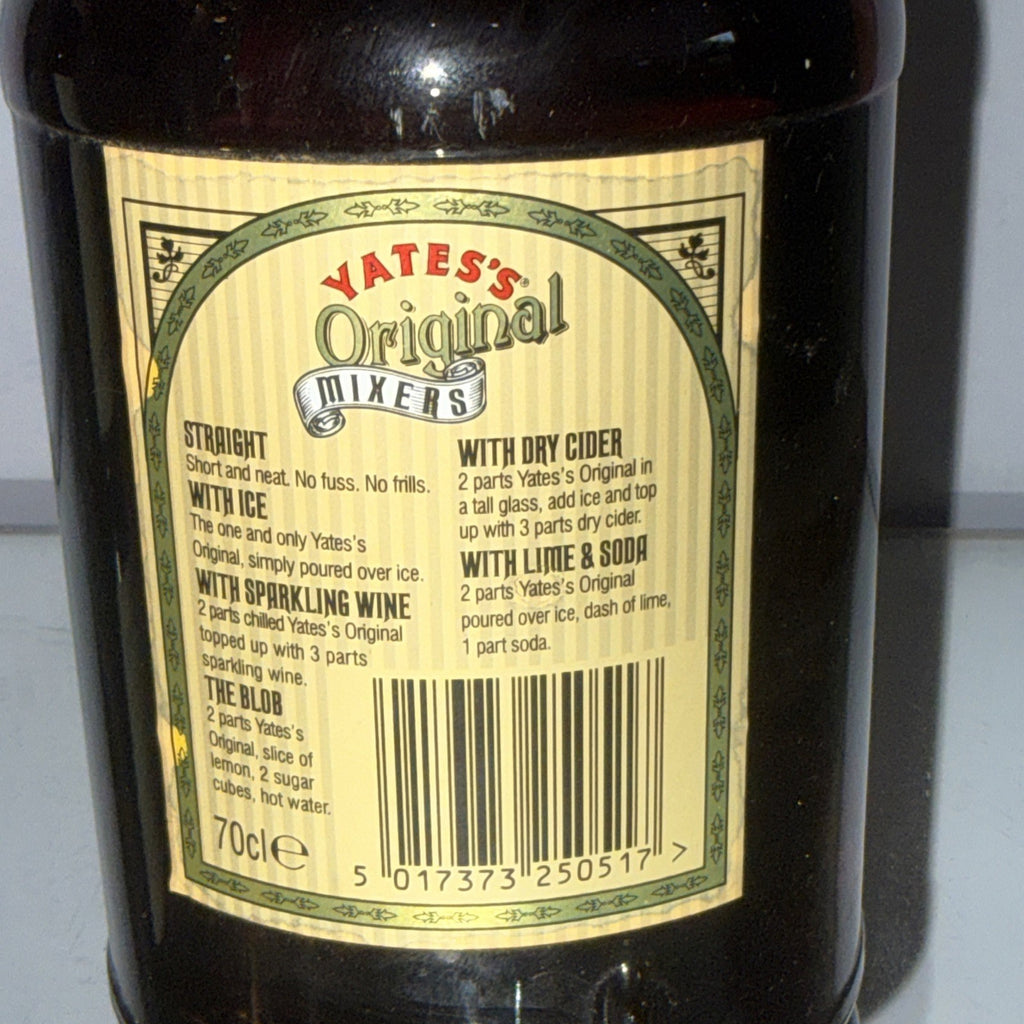 YATES'S®
Original
MIXERS
STRAIGHT
Short and neat. No fuss. No frills.
WITH ICE
The one and only Yates's
Original, simply poured over ice.
WITH SPARKLING WINE
2 parts chilled Yates's Original
topped up with 3 parts
sparkling wine.
THE BLOB
2 parts Yates's
Original, slice of
lemon, 2 sugar
cubes, hot water.
70cl ℮
WITH DRY CIDER
2 parts Yates's Original in
a tall glass, add ice and top
up with 3 parts dry cider.
WITH LIME & SODA
2 parts Yates's Original
poured over ice, dash of lime,
1 part soda.
5 017373 250517 >